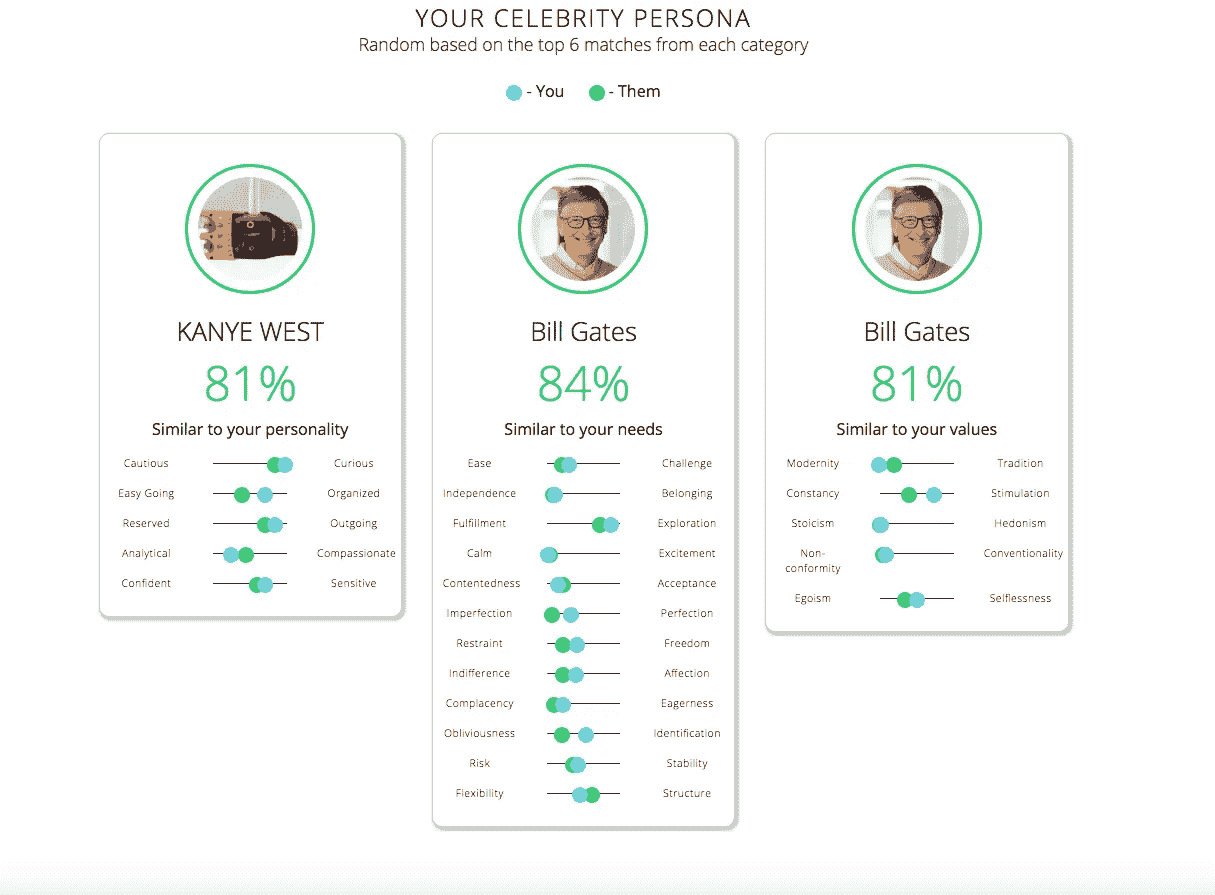 YOUR CELEBRITY PERSONA
Random based on the top 6 matches from each category
- You - Them
KANYE WEST
81%
Similar to your personality
Cautious Curious
Easy Going Organized
Reserved Outgoing
Analytical Compassionate
Confident Sensitive
Bill Gates
84%
Similar to your needs
Ease Challenge
Independence Belonging
Fulfillment Exploration
Calm Excitement
Contentedness Acceptance
Imperfection Perfection
Restraint Freedom
Indifference Affection
Complacency Eagerness
Obliviousness Identification
Risk Stability
Flexibility Structure
Bill Gates
81%
Similar to your values
Modernity Tradition
Constancy Stimulation
Stoicism Hedonism
Non- Conventionality
conformity
Egoism Selflessness